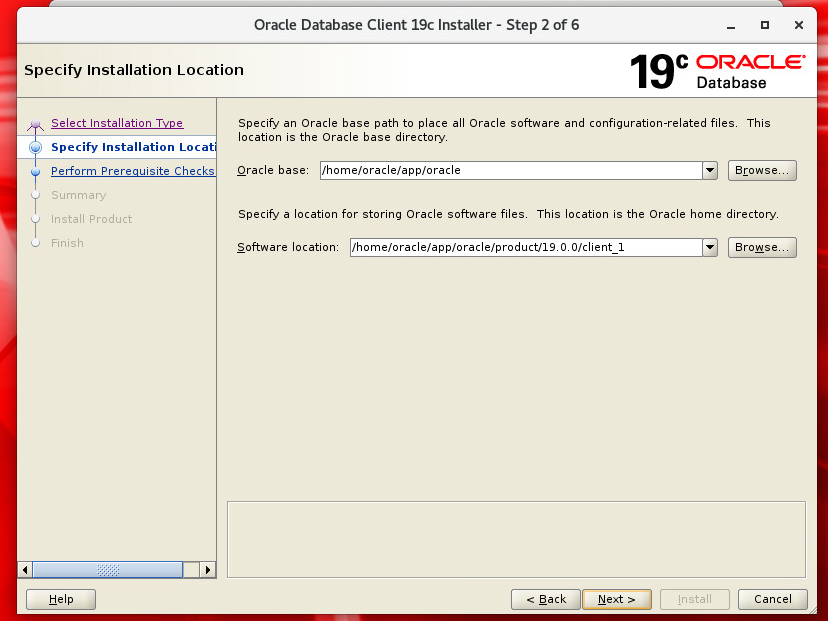 Oracle Database Client 19c Installer - Step 2 of 6
Specify Installation Location
19c ORACLE
Database
Select Installation Type
Specify Installation Locati
Perform Prerequisite Checks
Summary
Install Product
Finish
Specify an Oracle base path to place all Oracle software and configuration-related files. This
location is the Oracle base directory.
Oracle base: /home/oracle/app/oracle Browse...
Specify a location for storing Oracle software files. This location is the Oracle home directory.
Software location: /home/oracle/app/oracle/product/19.0.0/client_1 Browse...
Help < Back Next > Install Cancel